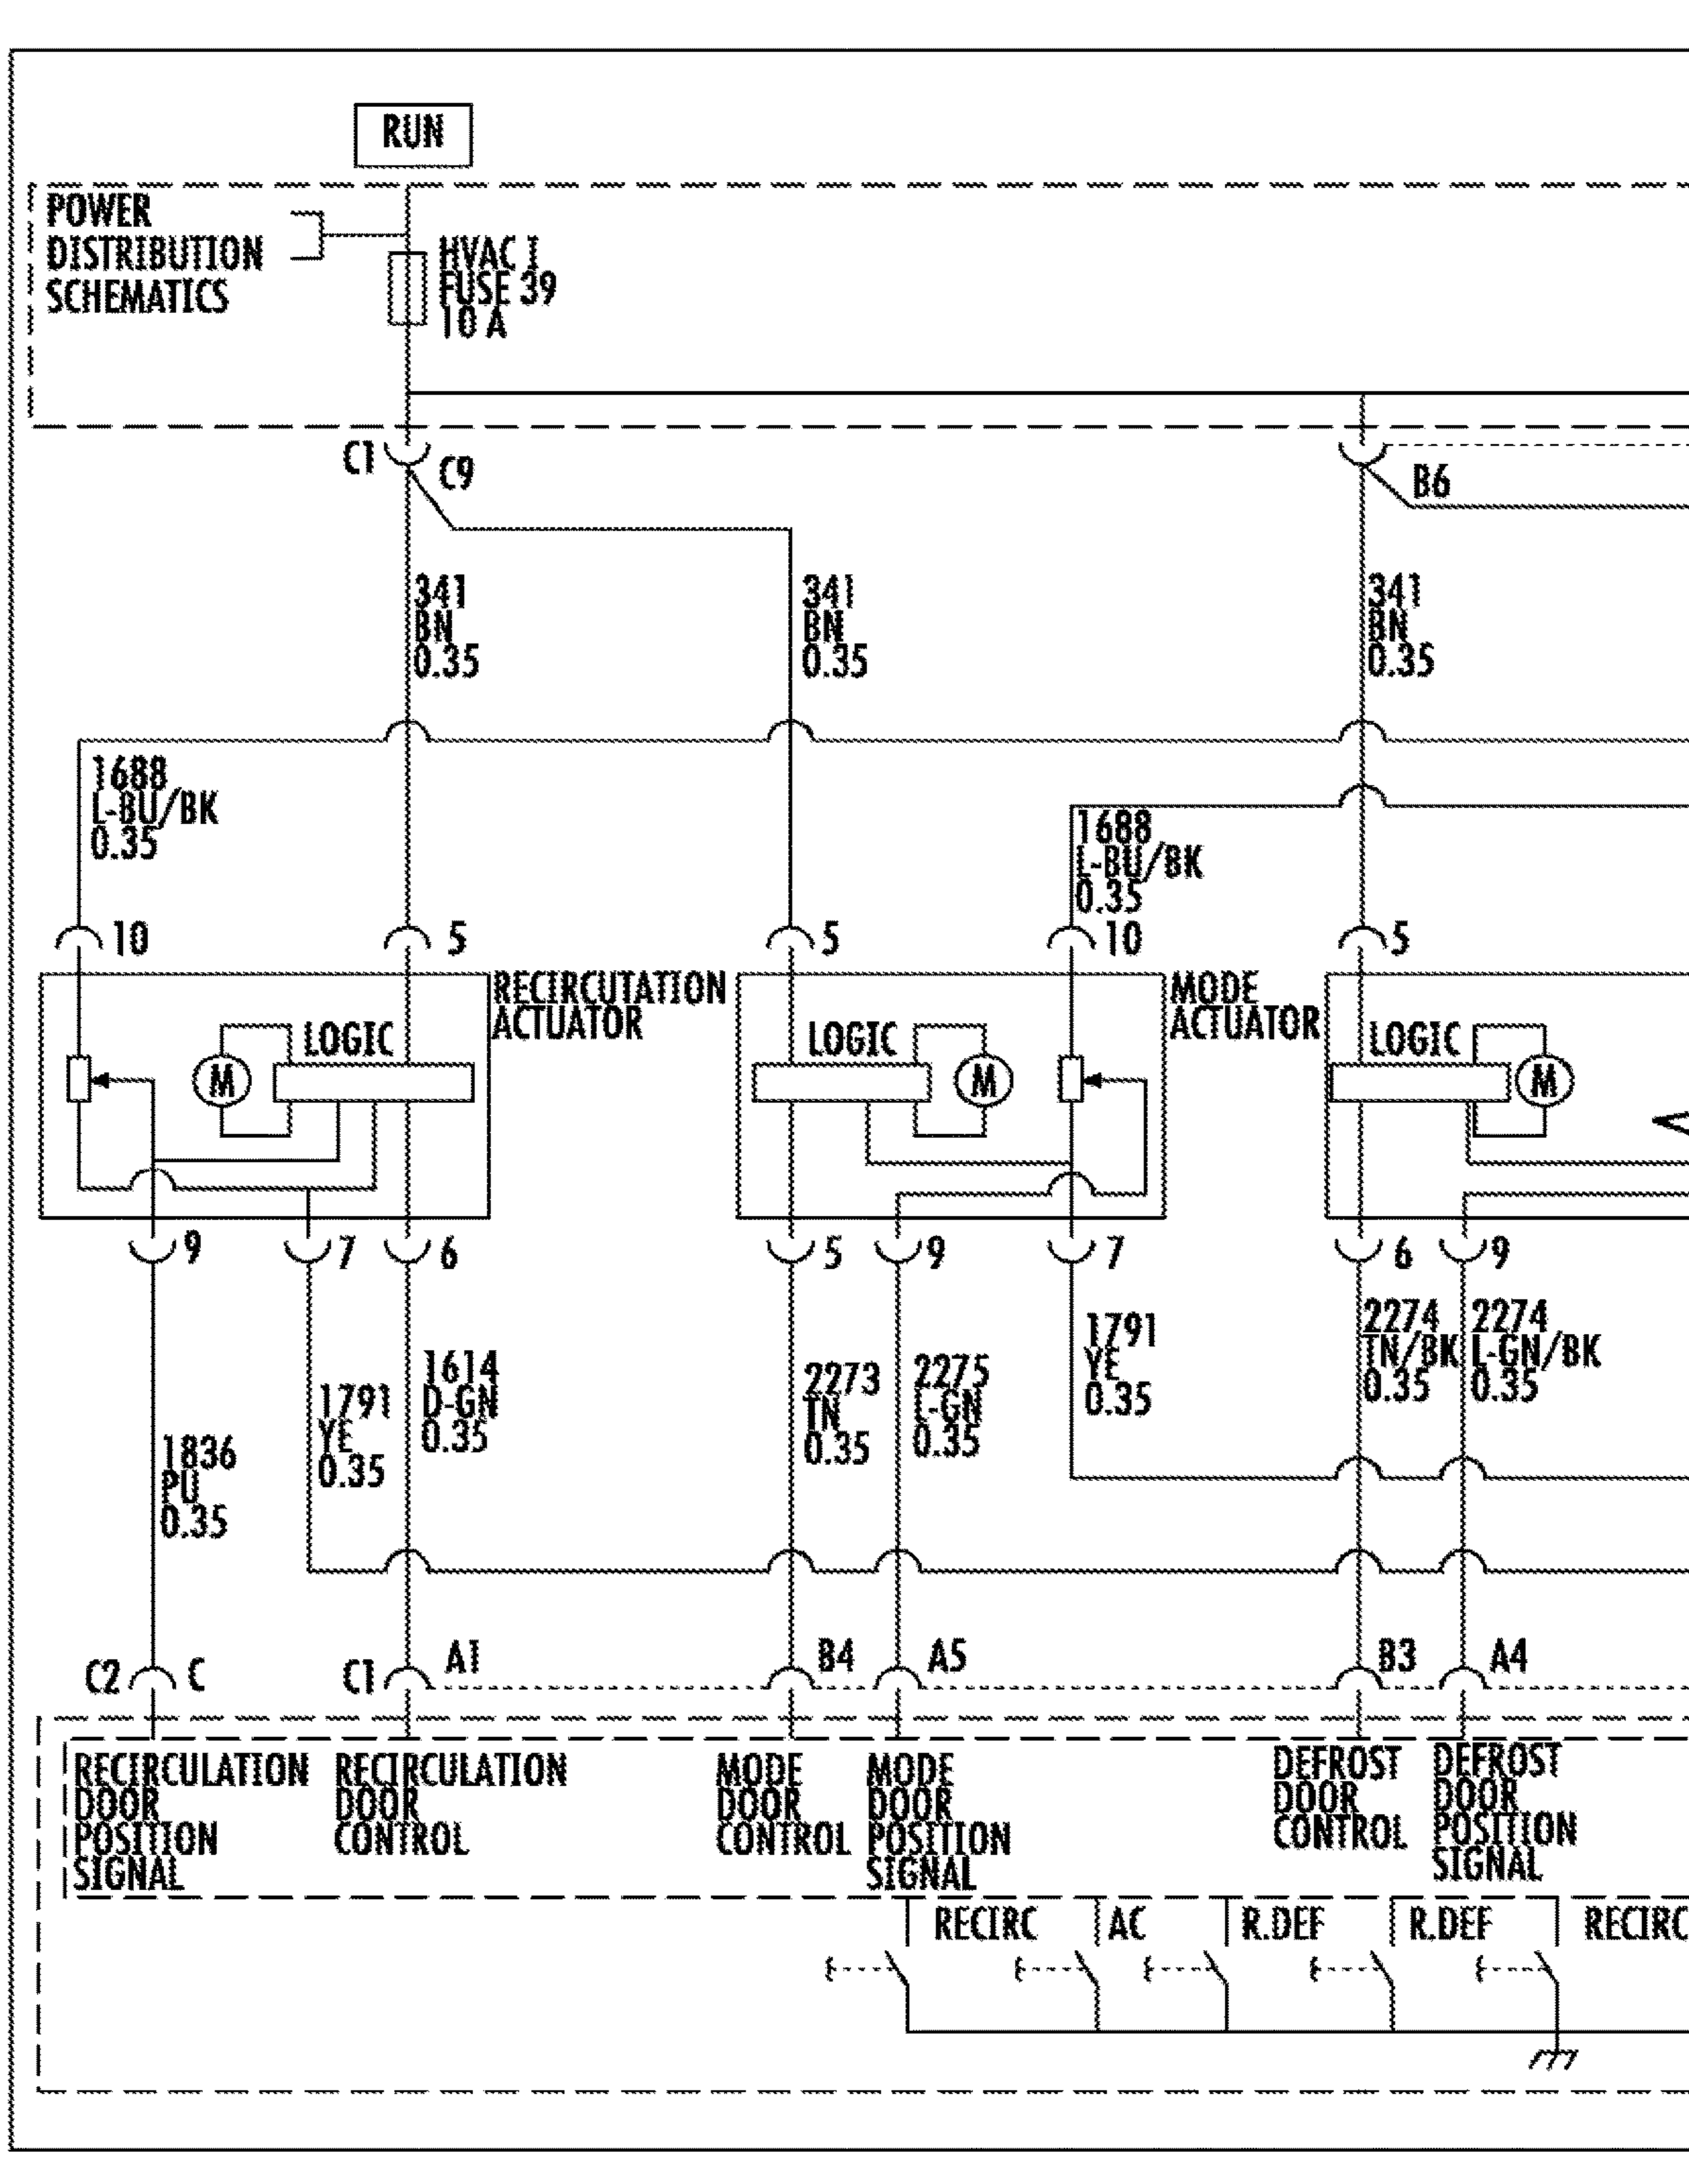 RUN
POWER
DISTRIBUTION
SCHEMATICS
HVAC I
FUSE 39
10 A
C1
C9
B6
341
BN
0.35
341
BN
0.35
341
BN
0.35
1688
L-BU/BK
0.35
1688
L-BU/BK
0.35
10
5
5
10
5
RECIRCUTATION
ACTUATOR
MODE
ACTUATOR
LOGIC
M
LOGIC
M
LOGIC
M
9
7
6
5
9
7
6
9
1836
PU
0.35
1791
YE
0.35
1614
D-GN
0.35
2273
TN
0.35
2275
L-GN
0.35
1791
YE
0.35
2274
TN/BK
0.35
2274
L-GN/BK
0.35
C2
C
C1
A1
B4
A5
B3
A4
RECIRCULATION
DOOR
POSITION
SIGNAL
RECIRCULATION
DOOR
CONTROL
MODE
DOOR
CONTROL
MODE
DOOR
POSITION
SIGNAL
DEFROST
DOOR
CONTROL
DEFROST
DOOR
POSITION
SIGNAL
RECIRC
AC
R.DEF
R.DEF
RECIRC